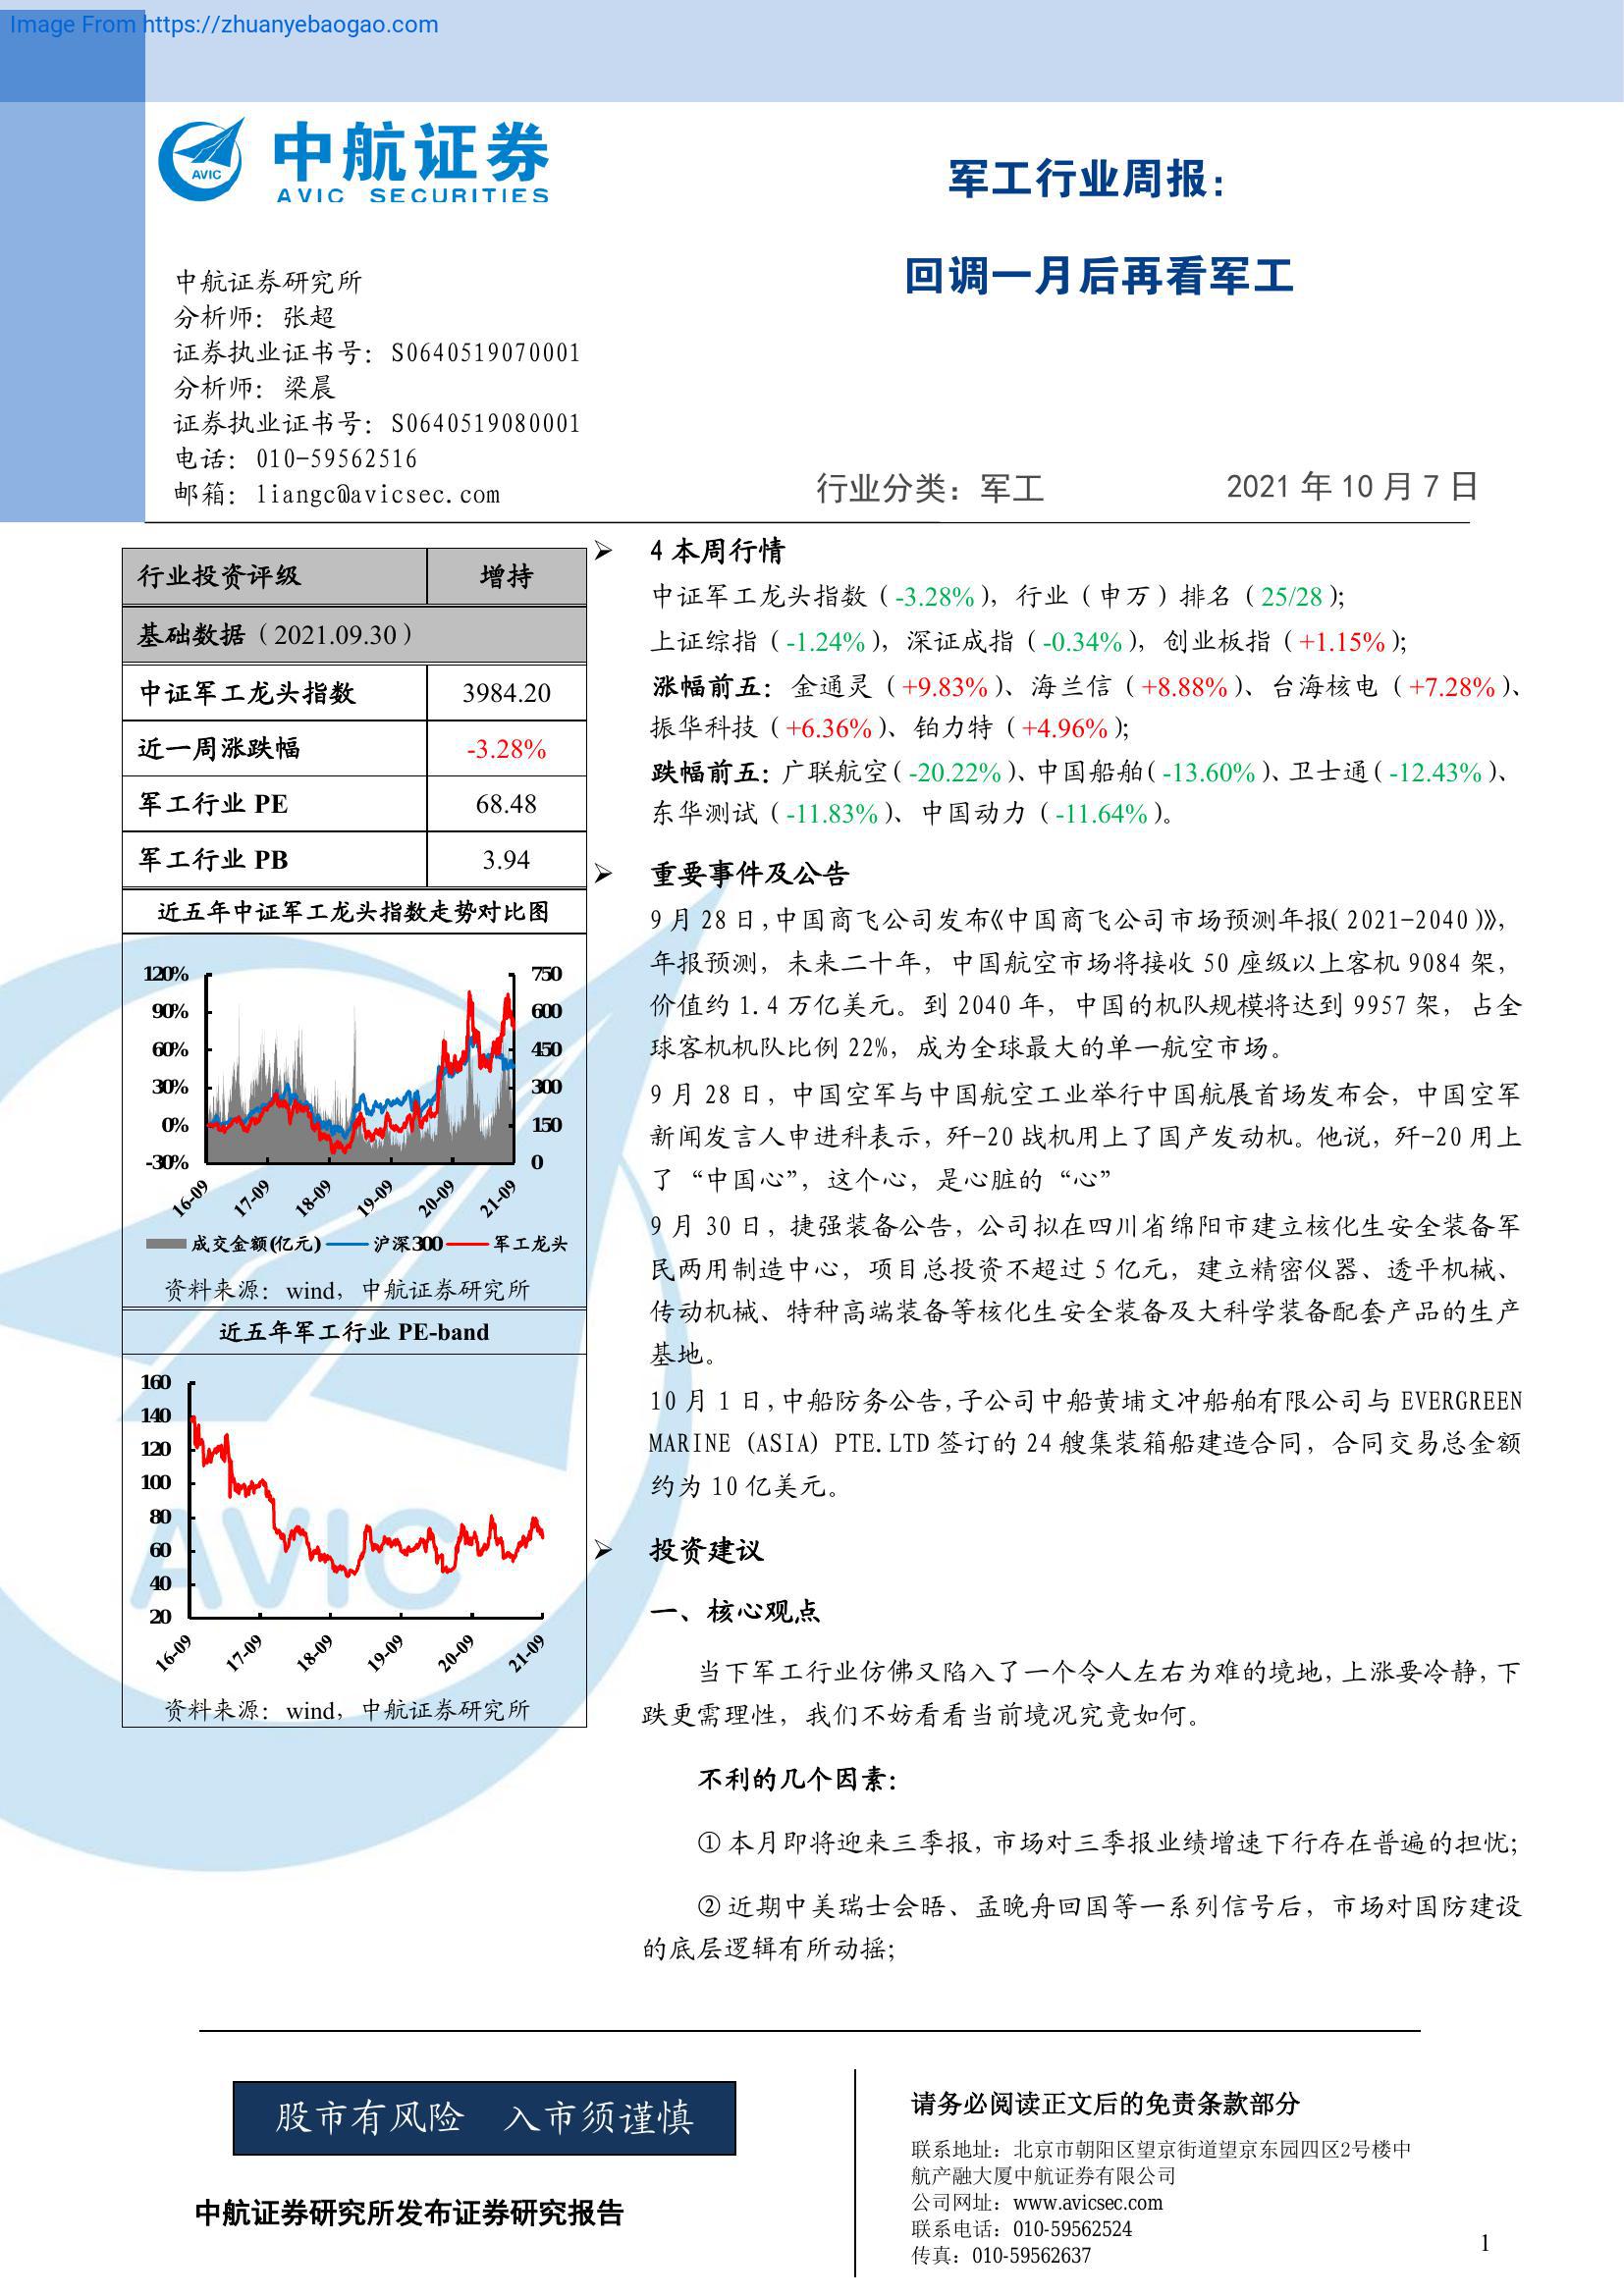 Image From https://zhuanyebaogao.com
AVIC
中航证券
AVIC SECURITIES
军工行业周报：
回调一月后再看军工
中航证券研究所
分析师：张超
证券执业证书号：S0640519070001
分析师：梁晨
证券执业证书号：S0640519080001
电话：010-59562516
邮箱：liangc@avicsec.com
行业分类：军工
2021 年 10 月 7 日
行业投资评级 增持
基础数据（2021.09.30）
中证军工龙头指数 3984.20
近一周涨跌幅 -3.28%
军工行业 PE 68.48
军工行业 PB 3.94
近五年中证军工龙头指数走势对比图
120% 750
90% 600
60% 450
30% 300
0% 150
-30% 0
16-09 17-09 18-09 19-09 20-09 21-09
成交金额(亿元) 沪深300 军工龙头
资料来源：wind，中航证券研究所
近五年军工行业 PE-band
160
140
120
100
80
60
40
20
16-09 17-09 18-09 19-09 20-09 21-09
资料来源：wind，中航证券研究所
AVIC
➢ 4 本周行情
中证军工龙头指数（-3.28%），行业（申万）排名（25/28）；
上证综指（-1.24%），深证成指（-0.34%），创业板指（+1.15%）；
涨幅前五：金通灵（+9.83%）、海兰信（+8.88%）、台海核电（+7.28%）、
振华科技（+6.36%）、铂力特（+4.96%）；
跌幅前五：广联航空（-20.22%）、中国船舶（-13.60%）、卫士通（-12.43%）、
东华测试（-11.83%）、中国动力（-11.64%）。
➢ 重要事件及公告
9 月 28 日，中国商飞公司发布《中国商飞公司市场预测年报（2021-2040）》，
年报预测，未来二十年，中国航空市场将接收 50 座级以上客机 9084 架，
价值约 1.4 万亿美元。到 2040 年，中国的机队规模将达到 9957 架，占全
球客机机队比例 22%，成为全球最大的单一航空市场。
9 月 28 日，中国空军与中国航空工业举行中国航展首场发布会，中国空军
新闻发言人申进科表示，歼-20 战机用上了国产发动机。他说，歼-20 用上
了“中国心”，这个心，是心脏的“心”
9 月 30 日，捷强装备公告，公司拟在四川省绵阳市建立核化生安全装备军
民两用制造中心，项目总投资不超过 5 亿元，建立精密仪器、透平机械、
传动机械、特种高端装备等核化生安全装备及大科学装备配套产品的生产
基地。
10 月 1 日，中船防务公告，子公司中船黄埔文冲船舶有限公司与 EVERGREEN
MARINE (ASIA) PTE.LTD 签订的 24 艘集装箱船建造合同，合同交易总金额
约为 10 亿美元。
➢ 投资建议
一、核心观点
当下军工行业仿佛又陷入了一个令人左右为难的境地，上涨要冷静，下
跌更需理性，我们不妨看看当前境况究竟如何。
不利的几个因素：
① 本月即将迎来三季报，市场对三季报业绩增速下行存在普遍的担忧；
② 近期中美瑞士会晤、孟晚舟回国等一系列信号后，市场对国防建设
的底层逻辑有所动摇；
股市有风险 入市须谨慎
中航证券研究所发布证券研究报告
请务必阅读正文后的免责条款部分
联系地址：北京市朝阳区望京街道望京东园四区2号楼中
航产融大厦中航证券有限公司
公司网址：www.avicsec.com
联系电话：010-59562524
传真：010-59562637
1